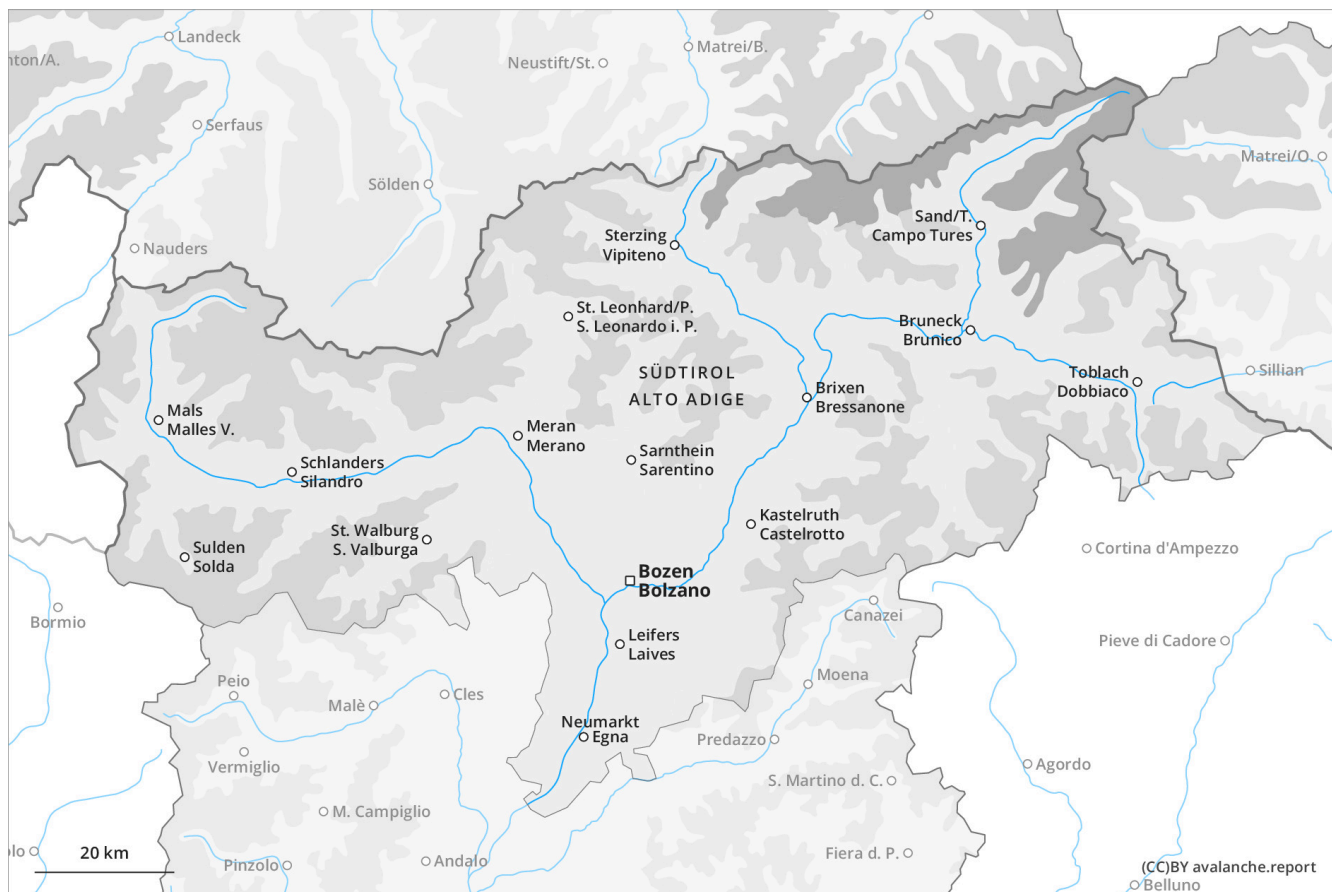 Landeck
nton/A.
Neustift/St.
Matrei/B.
Serfaus
Matrei/O.
Sölden
Nauders
Sand/T.
Campo Tures
Sterzing
Vipiteno
St. Leonhard/P.
S. Leonardo i. P.
Bruneck
Brunico
SÜDTIROL
ALTO ADIGE
Toblach
Dobbiaco
Sillian
Brixen
Bressanone
Mals
Malles V.
Meran
Merano
Sarnthein
Sarentino
Schlanders
Silandro
Kastelruth
Castelrotto
St. Walburg
S. Valburga
Sulden
Solda
Cortina d'Ampezzo
Bozen
Bolzano
Bormio
Canazei
Leifers
Laives
Pieve di Cadore
Peio
Malè
Cles
Moena
Neumarkt
Egna
Predazzo
Vermiglio
Agordo
S. Martino d. C.
M. Campiglio
olo
20 km
Pinzolo
Andalo
Fiera d. P.
(CC)BY avalanche.report
Belluno